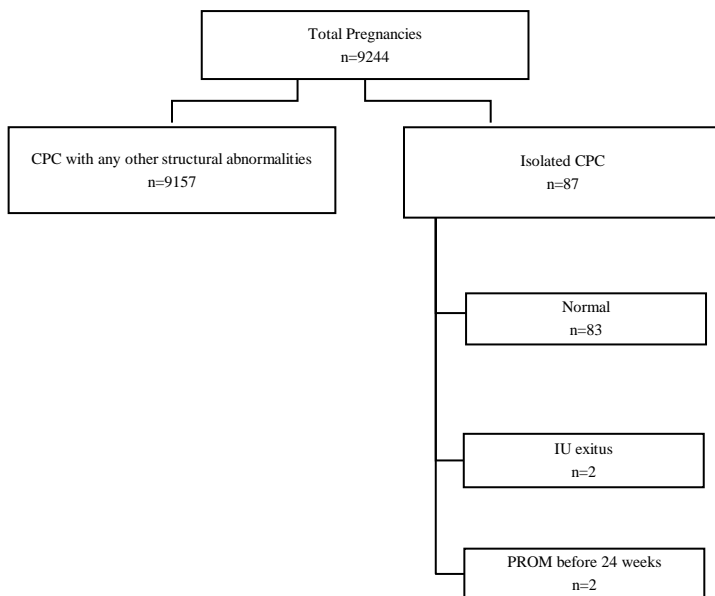 Total Pregnancies
n=9244
CPC with any other structural abnormalities
n=9157
Isolated CPC
n=87
Normal
n=83
IU exitus
n=2
PROM before 24 weeks
n=2